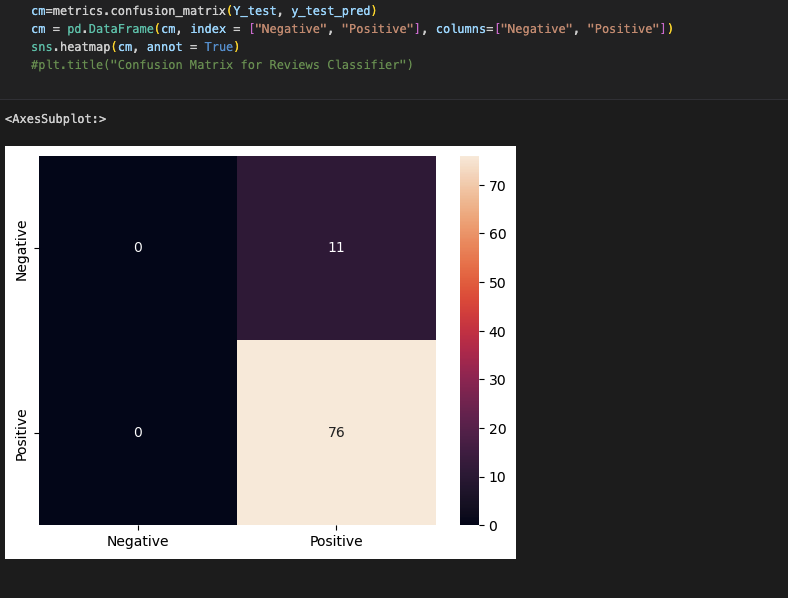 cm=metrics.confusion_matrix(Y_test, y_test_pred)
cm = pd.DataFrame(cm, index = ["Negative", "Positive"], columns=["Negative", "Positive"])
sns.heatmap(cm, annot = True)
#plt.title("Confusion Matrix for Reviews Classifier")
<AxesSubplot:>
Negative
0
11
Positive
0
76
Negative
Positive
70
60
50
40
30
20
10
0